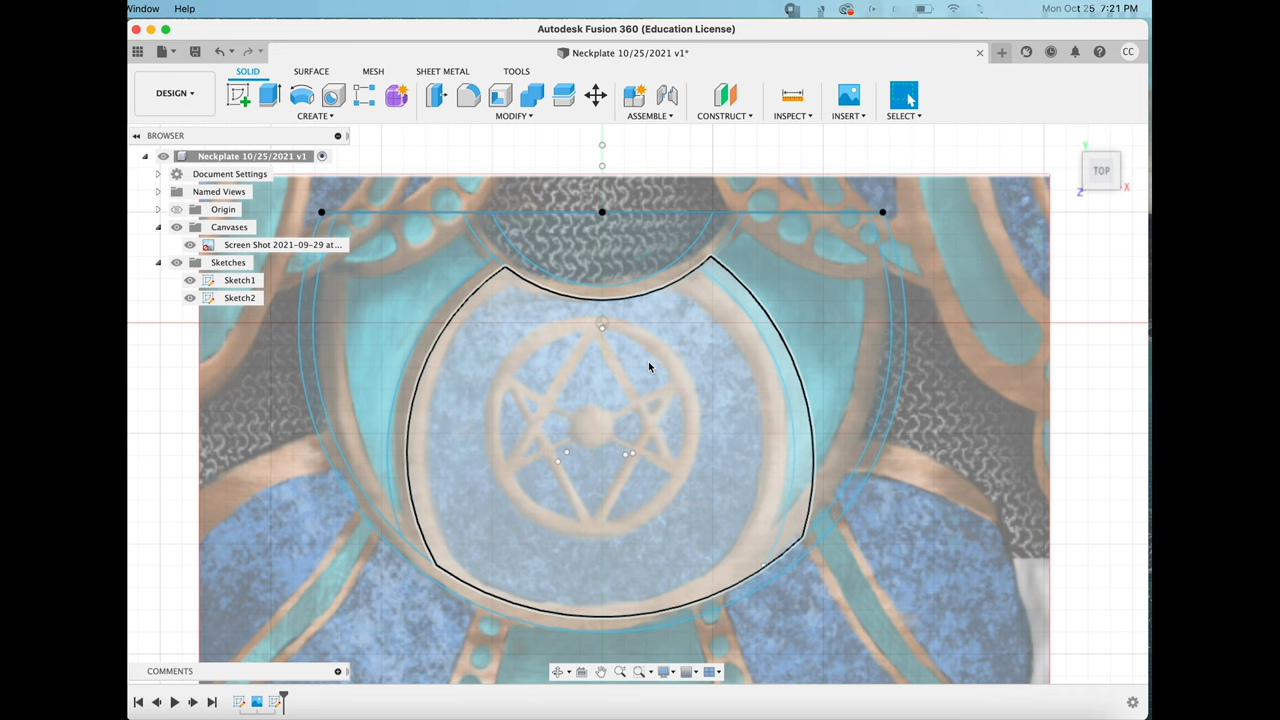 Window Help Mon Oct 25 7:21 PM
Autodesk Fusion 360 (Education License)
Neckplate 10/25/2021 v1* CC
SOLID SURFACE MESH SHEET METAL TOOLS
DESIGN
CREATE MODIFY ASSEMBLE CONSTRUCT INSPECT INSERT SELECT
BROWSER
Neckplate 10/25/2021 v1
Document Settings
Named Views
Origin
Canvases
Screen Shot 2021-09-29 at...
Sketches
Sketch1
Sketch2
Y
TOP
X
Z
COMMENTS